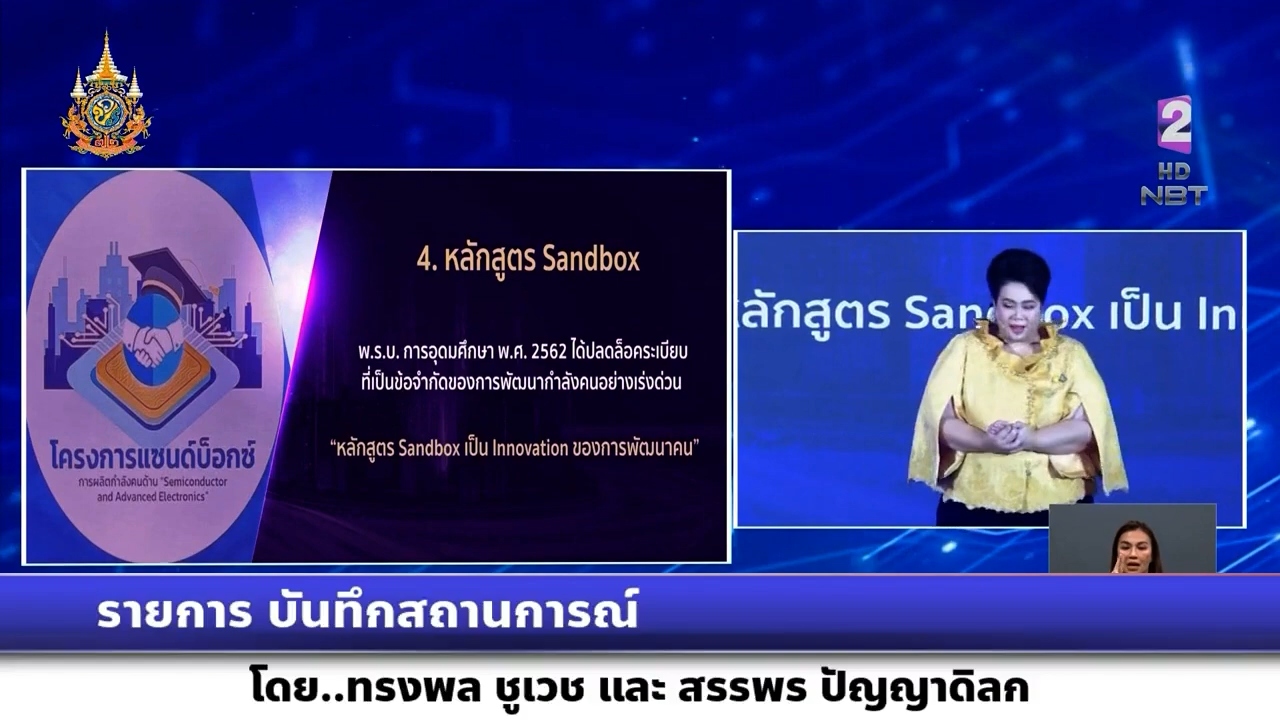 2
HD
NBT
4. หลักสูตร Sandbox
พ.ร.บ. การอุดมศึกษา พ.ศ. 2562 ได้ปลดล็อคระเบียบ
ที่เป็นข้อจำกัดของการพัฒนากำลังคนอย่างเร่งด่วน
“หลักสูตร Sandbox เป็น Innovation ของการพัฒนาคน”
โครงการแซนด์บ็อกซ์
การผลิตกำลังคนด้าน “Semiconductor
and Advanced Electronics”
หลักสูตร Sandbox เป็น In
รายการ บันทึกสถานการณ์
โดย..ทรงพล ชูเวช และ สรรพร ปัญญาดิลก